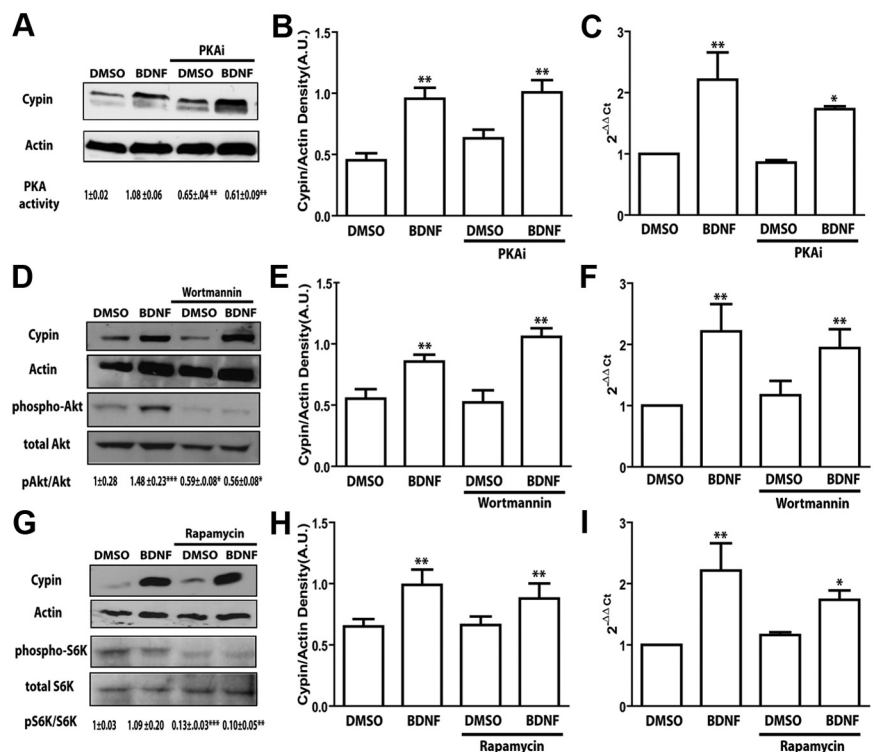 A
PKAi
DMSO BDNF DMSO BDNF
Cypin
Actin
PKA activity
1±0.02 1.08±0.06 0.65±.04** 0.61±0.09**
B
Cypin/Actin Density(A.U.)
1.5
1.0
0.5
0.0
** **
DMSO BDNF DMSO BDNF
PKAi
C
2-ΔΔCt
3
2
1
0
** *
DMSO BDNF DMSO BDNF
PKAi
D
Wortmannin
DMSO BDNF DMSO BDNF
Cypin
Actin
phospho-Akt
total Akt
pAkt/Akt 1±0.28 1.48±0.23*** 0.59±.0.08* 0.56±0.08*
E
Cypin/Actin Density(A.U.)
1.5
1.0
0.5
0.0
** **
DMSO BDNF DMSO BDNF
Wortmannin
F
2-ΔΔCt
3
2
1
0
** **
DMSO BDNF DMSO BDNF
Wortmannin
G
Rapamycin
DMSO BDNF DMSO BDNF
Cypin
Actin
phospho-S6K
total S6K
pS6K/S6K 1±0.03 1.09±0.20 0.13±.0.03*** 0.10±0.05**
H
Cypin/Actin Density(A.U.)
1.5
1.0
0.5
0.0
** **
DMSO BDNF DMSO BDNF
Rapamycin
I
2-ΔΔCt
3
2
1
0
** *
DMSO BDNF DMSO BDNF
Rapamycin